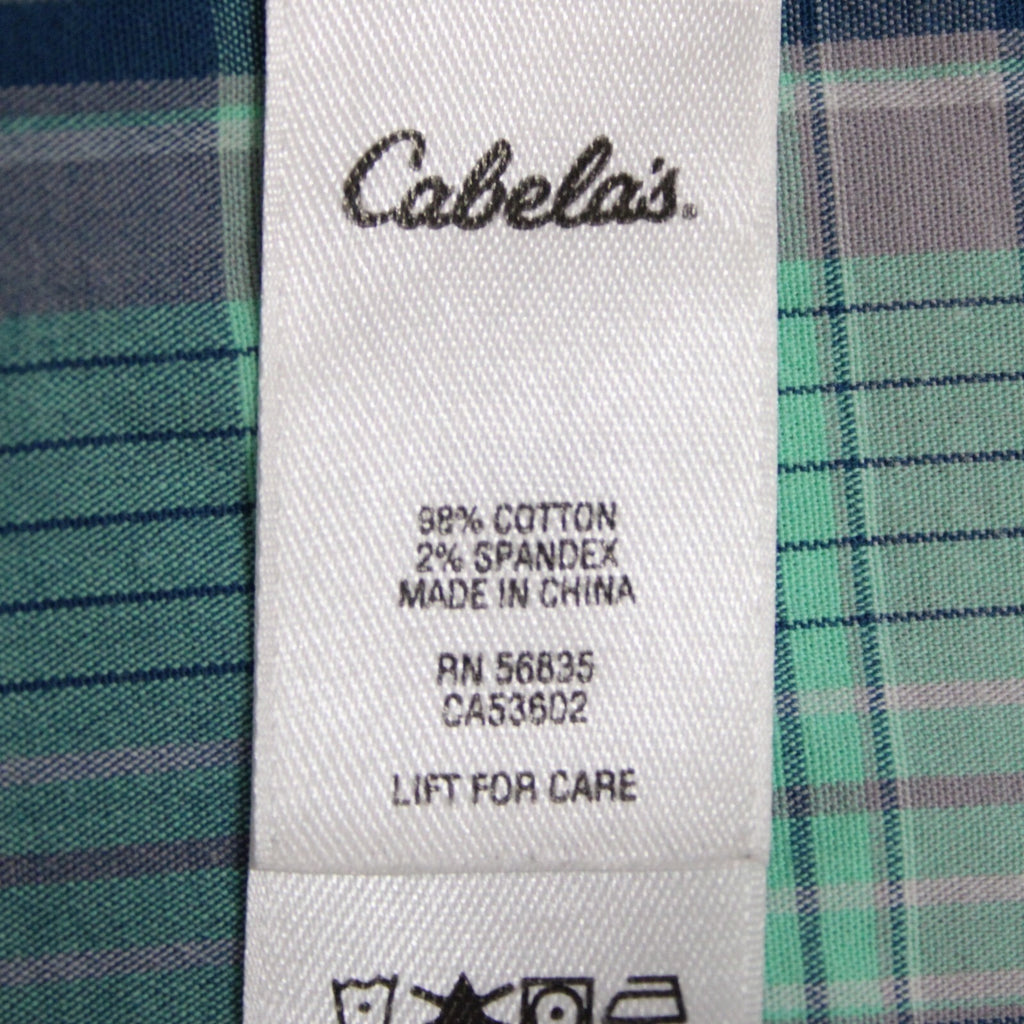 Cabela's®
98% COTTON
2% SPANDEX
MADE IN CHINA
RN 56835
CA53602
LIFT FOR CARE